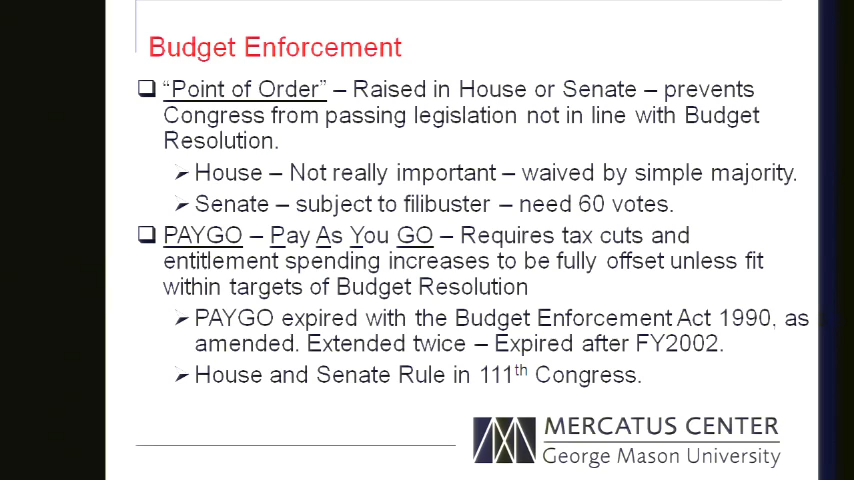 Budget Enforcement
"Point of Order" – Raised in House or Senate – prevents
Congress from passing legislation not in line with Budget
Resolution.
House – Not really important – waived by simple majority.
Senate – subject to filibuster – need 60 votes.
PAYGO – Pay As You GO – Requires tax cuts and
entitlement spending increases to be fully offset unless fit
within targets of Budget Resolution
PAYGO expired with the Budget Enforcement Act 1990, as
amended. Extended twice – Expired after FY2002.
House and Senate Rule in 111th Congress.
MERCATUS CENTER
George Mason University